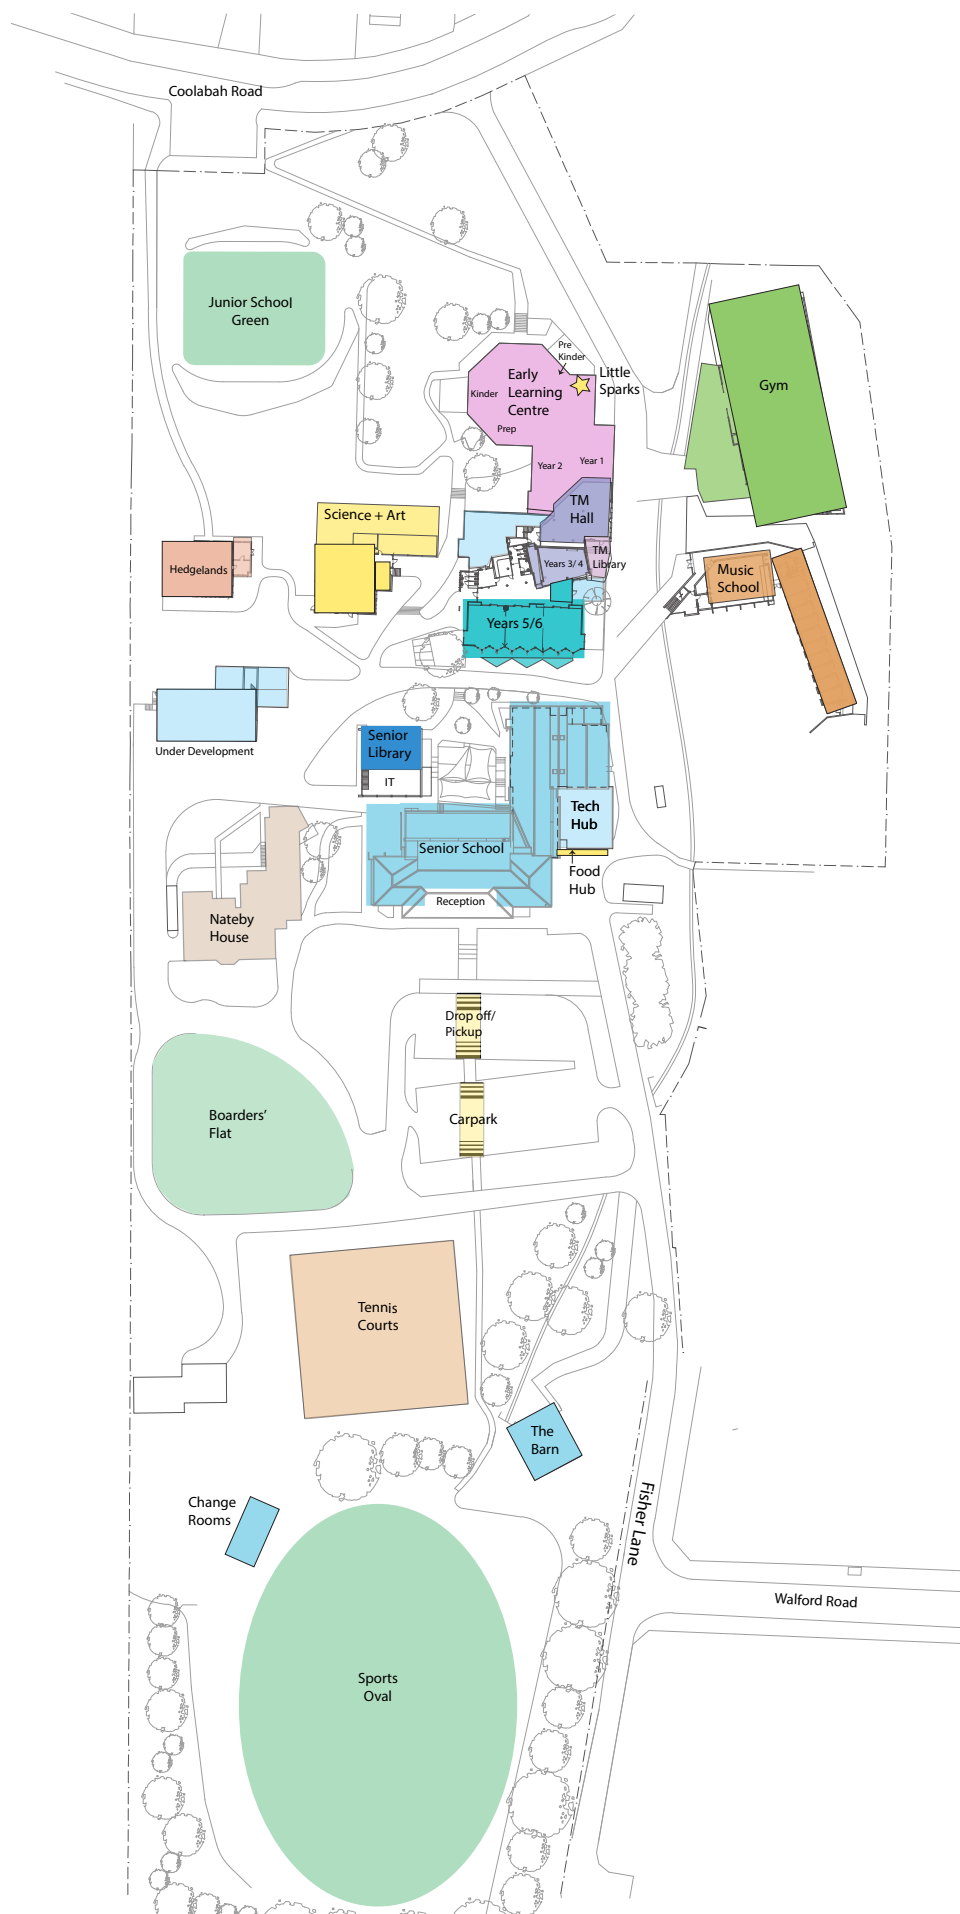 Coolabah Road
Junior School
Green
Pre
Kinder
Early
Learning
Centre
Little
Sparks
Kinder
Prep
Year 2
Year 1
Gym
TM
Hall
Science + Art
TM
Library
Years 3/ 4
Hedgelands
Music
School
Years 5/6
Under Development
Senior
Library
IT
Tech
Hub
Senior School
Food
Hub
Reception
Nateby
House
Drop off/
Pickup
Boarders’
Flat
Carpark
Tennis
Courts
The
Barn
Change
Rooms
Fisher Lane
Walford Road
Sports
Oval